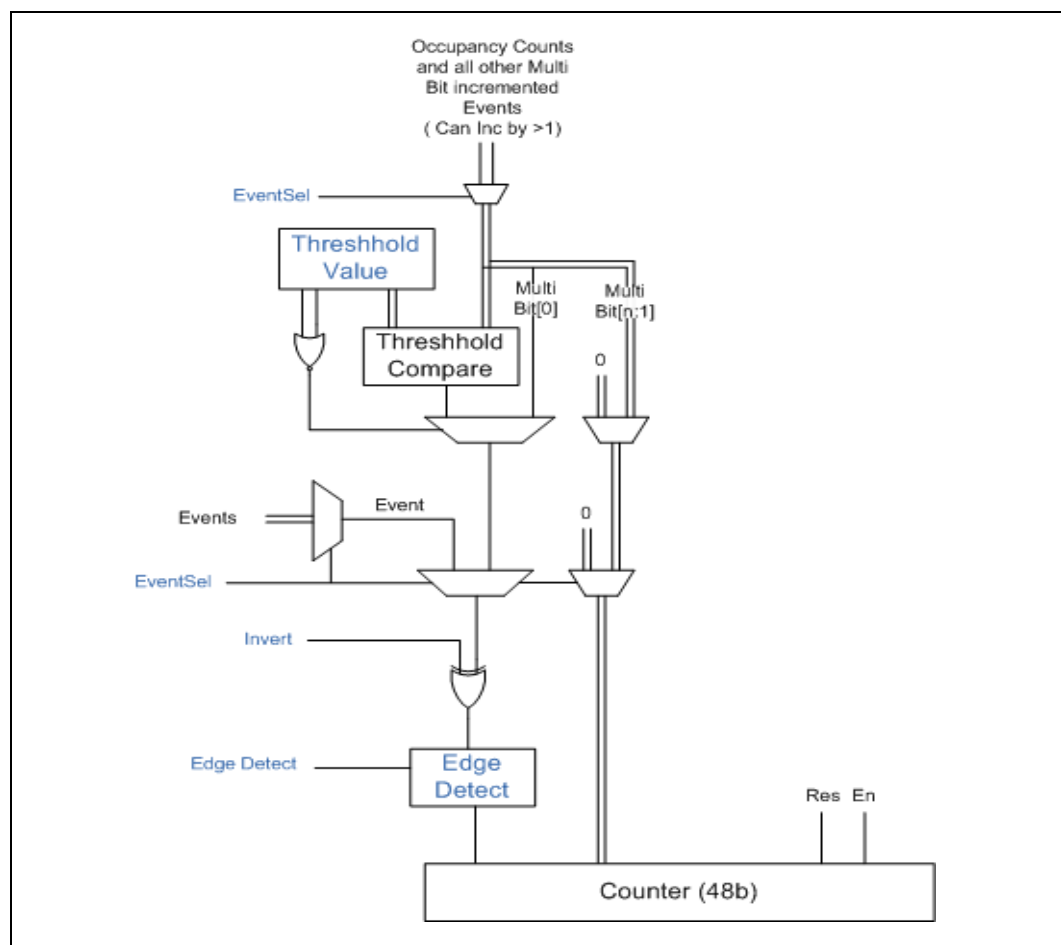 Occupancy Counts
and all other Multi
Bit incremented
Events
( Can Inc by >1)
EventSel
Threshhold
Value
Multi
Bit[0]
Multi
Bit[n:1]
Threshhold
Compare
0
Events
Event
0
EventSel
Invert
Edge Detect
Edge
Detect
Res En
Counter (48b)